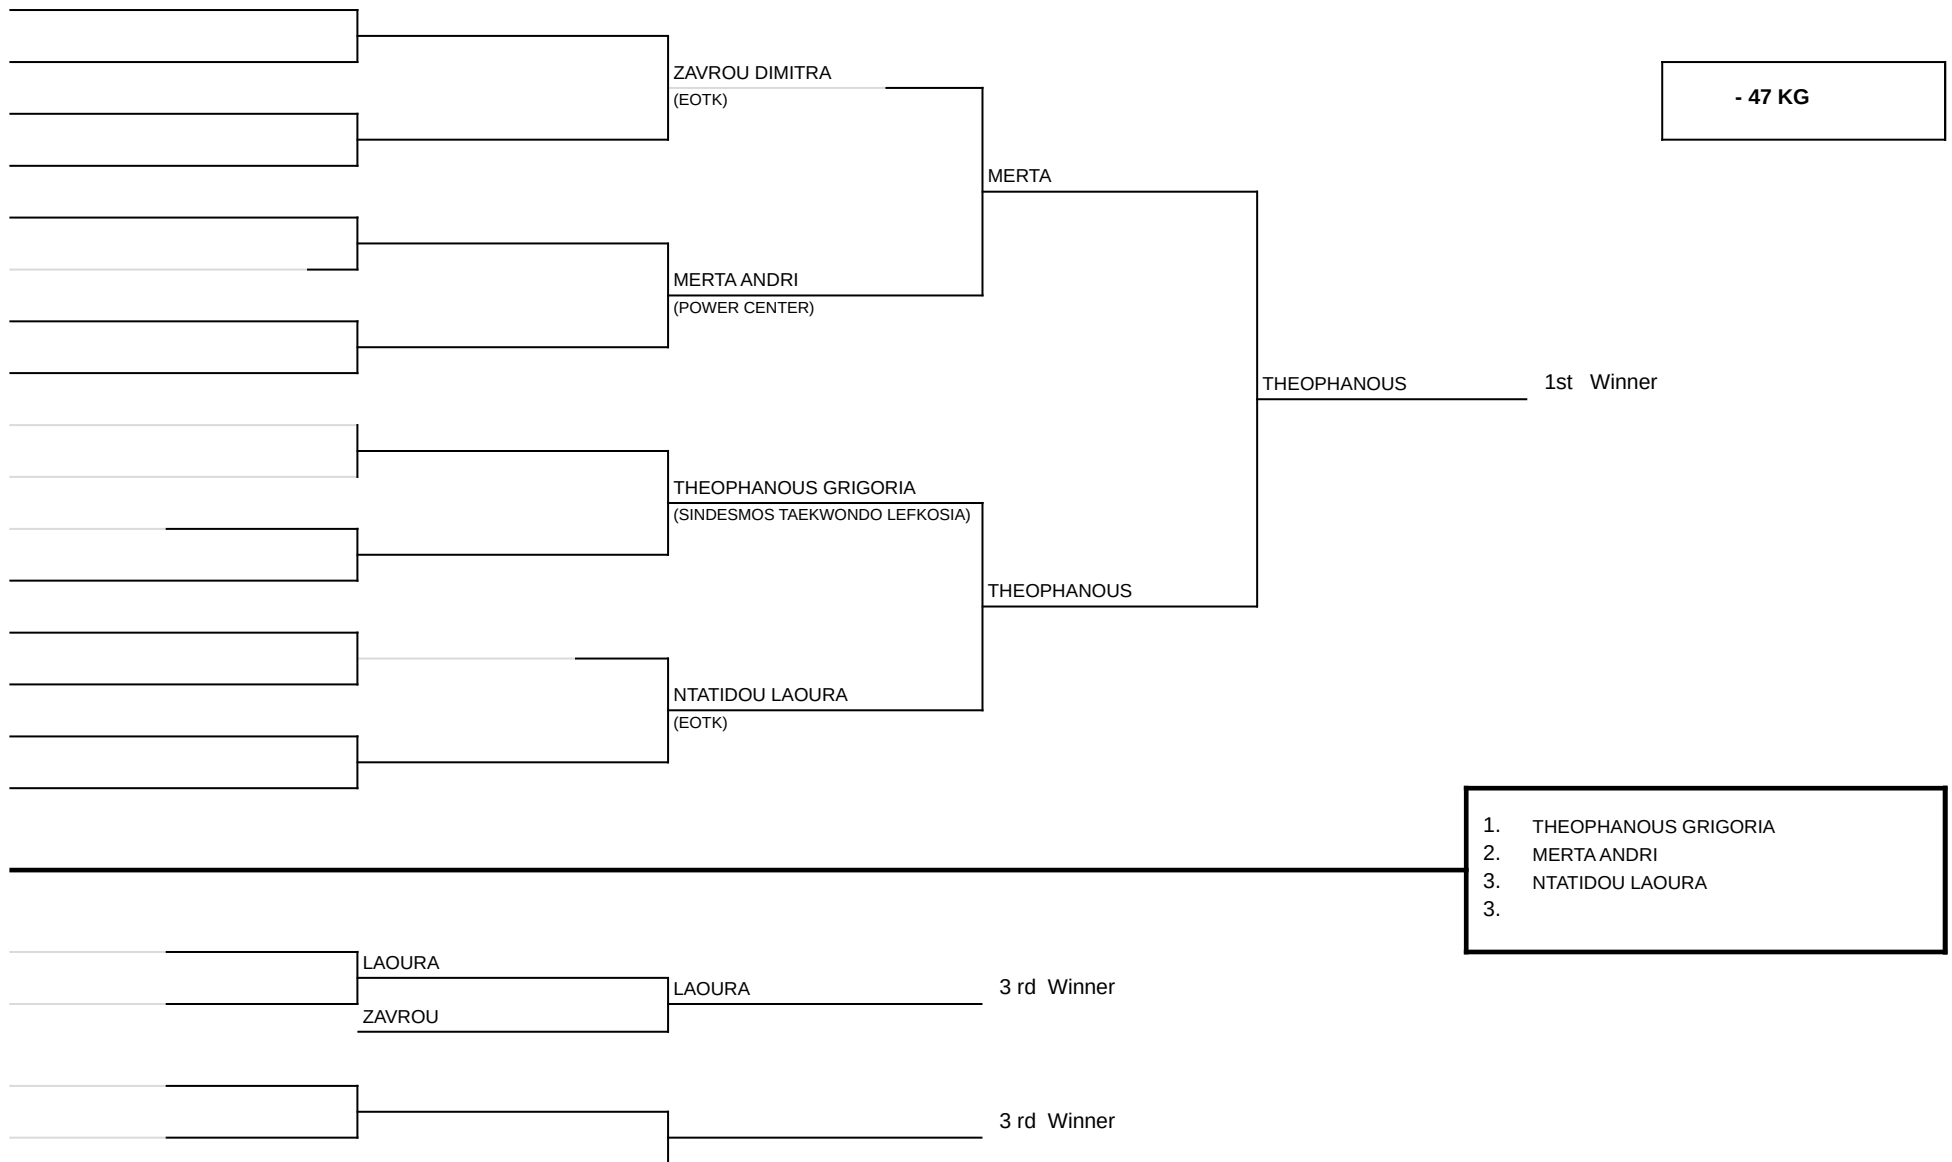 ZAVROU DIMITRA
(EOTK)
- 47 KG
MERTA
MERTA ANDRI
(POWER CENTER)
THEOPHANOUS
1st Winner
THEOPHANOUS GRIGORIA
(SINDESMOS TAEKWONDO LEFKOSIA)
THEOPHANOUS
NTATIDOU LAOURA
(EOTK)
1. THEOPHANOUS GRIGORIA
2. MERTA ANDRI
3. NTATIDOU LAOURA
3.
LAOURA
LAOURA
3 rd Winner
ZAVROU
3 rd Winner